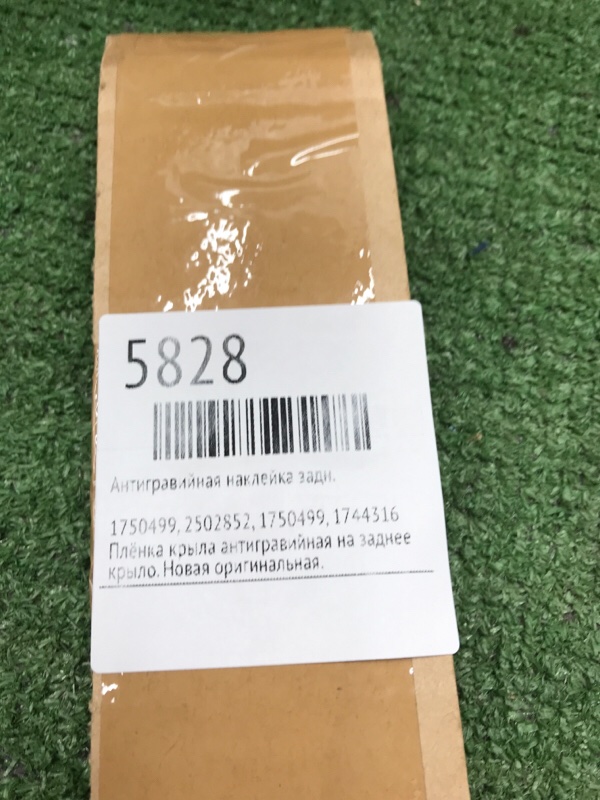 5828
Антигравийная наклейка задн.
1750499, 2502852, 1750499, 1744316
Плёнка крыла антигравийная на заднее
крыло. Новая оригинальная.